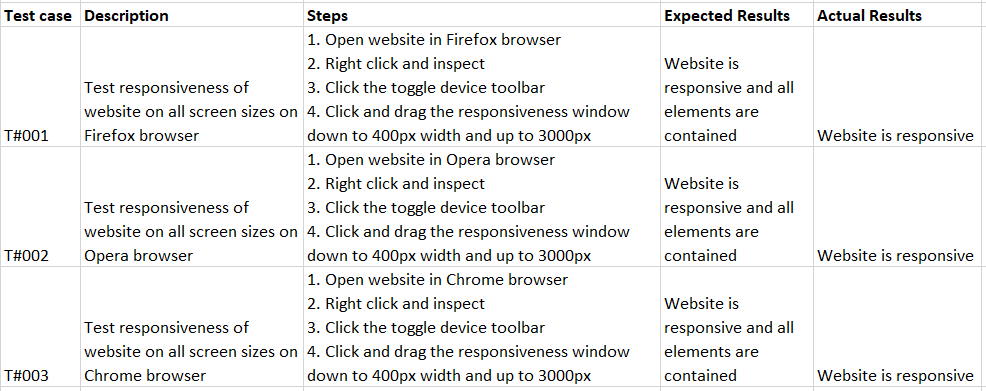 Test case Description Steps Expected Results Actual Results
T#001
Test responsiveness of
website on all screen sizes on
Firefox browser
1. Open website in Firefox browser
2. Right click and inspect
3. Click the toggle device toolbar
4. Click and drag the responsiveness window
down to 400px width and up to 3000px
Website is
responsive and all
elements are
contained
Website is responsive
T#002
Test responsiveness of
website on all screen sizes on
Opera browser
1. Open website in Opera browser
2. Right click and inspect
3. Click the toggle device toolbar
4. Click and drag the responsiveness window
down to 400px width and up to 3000px
Website is
responsive and all
elements are
contained
Website is responsive
T#003
Test responsiveness of
website on all screen sizes on
Chrome browser
1. Open website in Chrome browser
2. Right click and inspect
3. Click the toggle device toolbar
4. Click and drag the responsiveness window
down to 400px width and up to 3000px
Website is
responsive and all
elements are
contained
Website is responsive